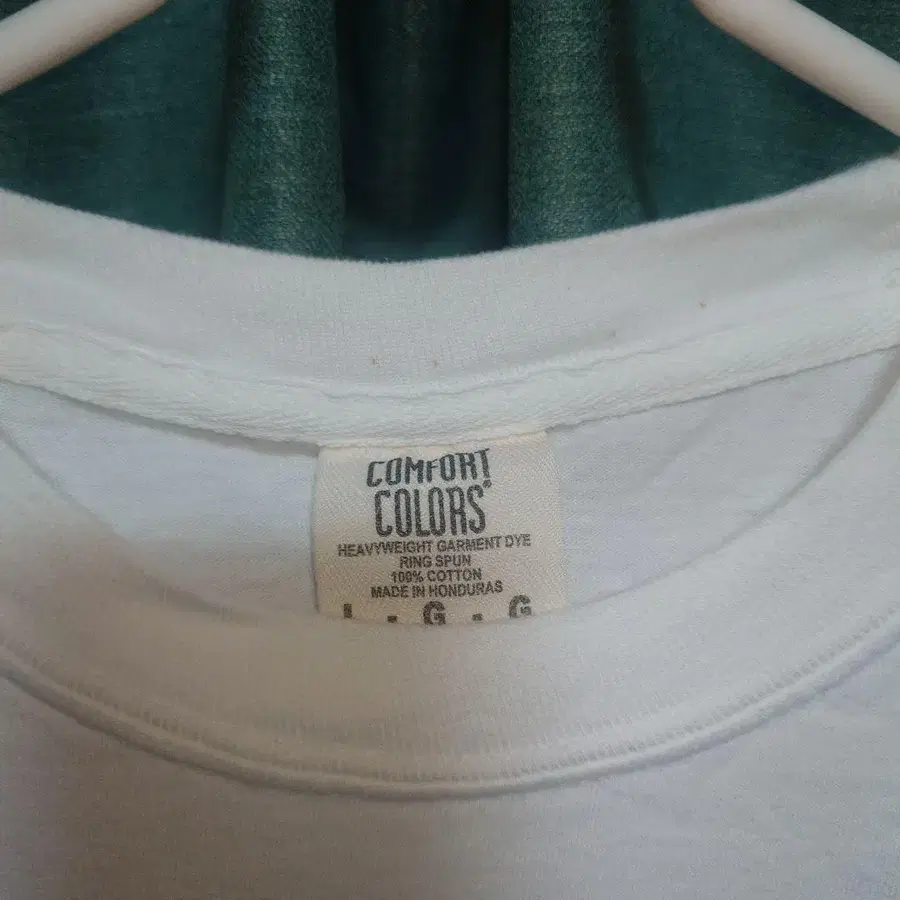 COMFORT
COLORS®
HEAVYWEIGHT GARMENT DYE
RING SPUN
100% COTTON
MADE IN HONDURAS
L - G - G